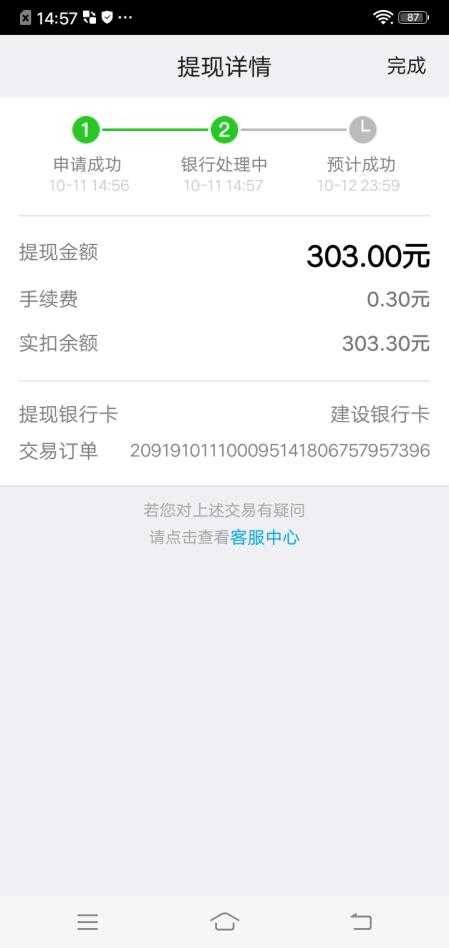 14:57 ··· 87
提现详情 完成
1 2
申请成功 银行处理中 预计成功
10-11 14:56 10-11 14:57 10-12 23:59
提现金额 303.00元
手续费 0.30元
实扣余额 303.30元
提现银行卡 建设银行卡
交易订单 2091910111000951418067579573​96
若您对上述交易有疑问
请点击查看客服中心